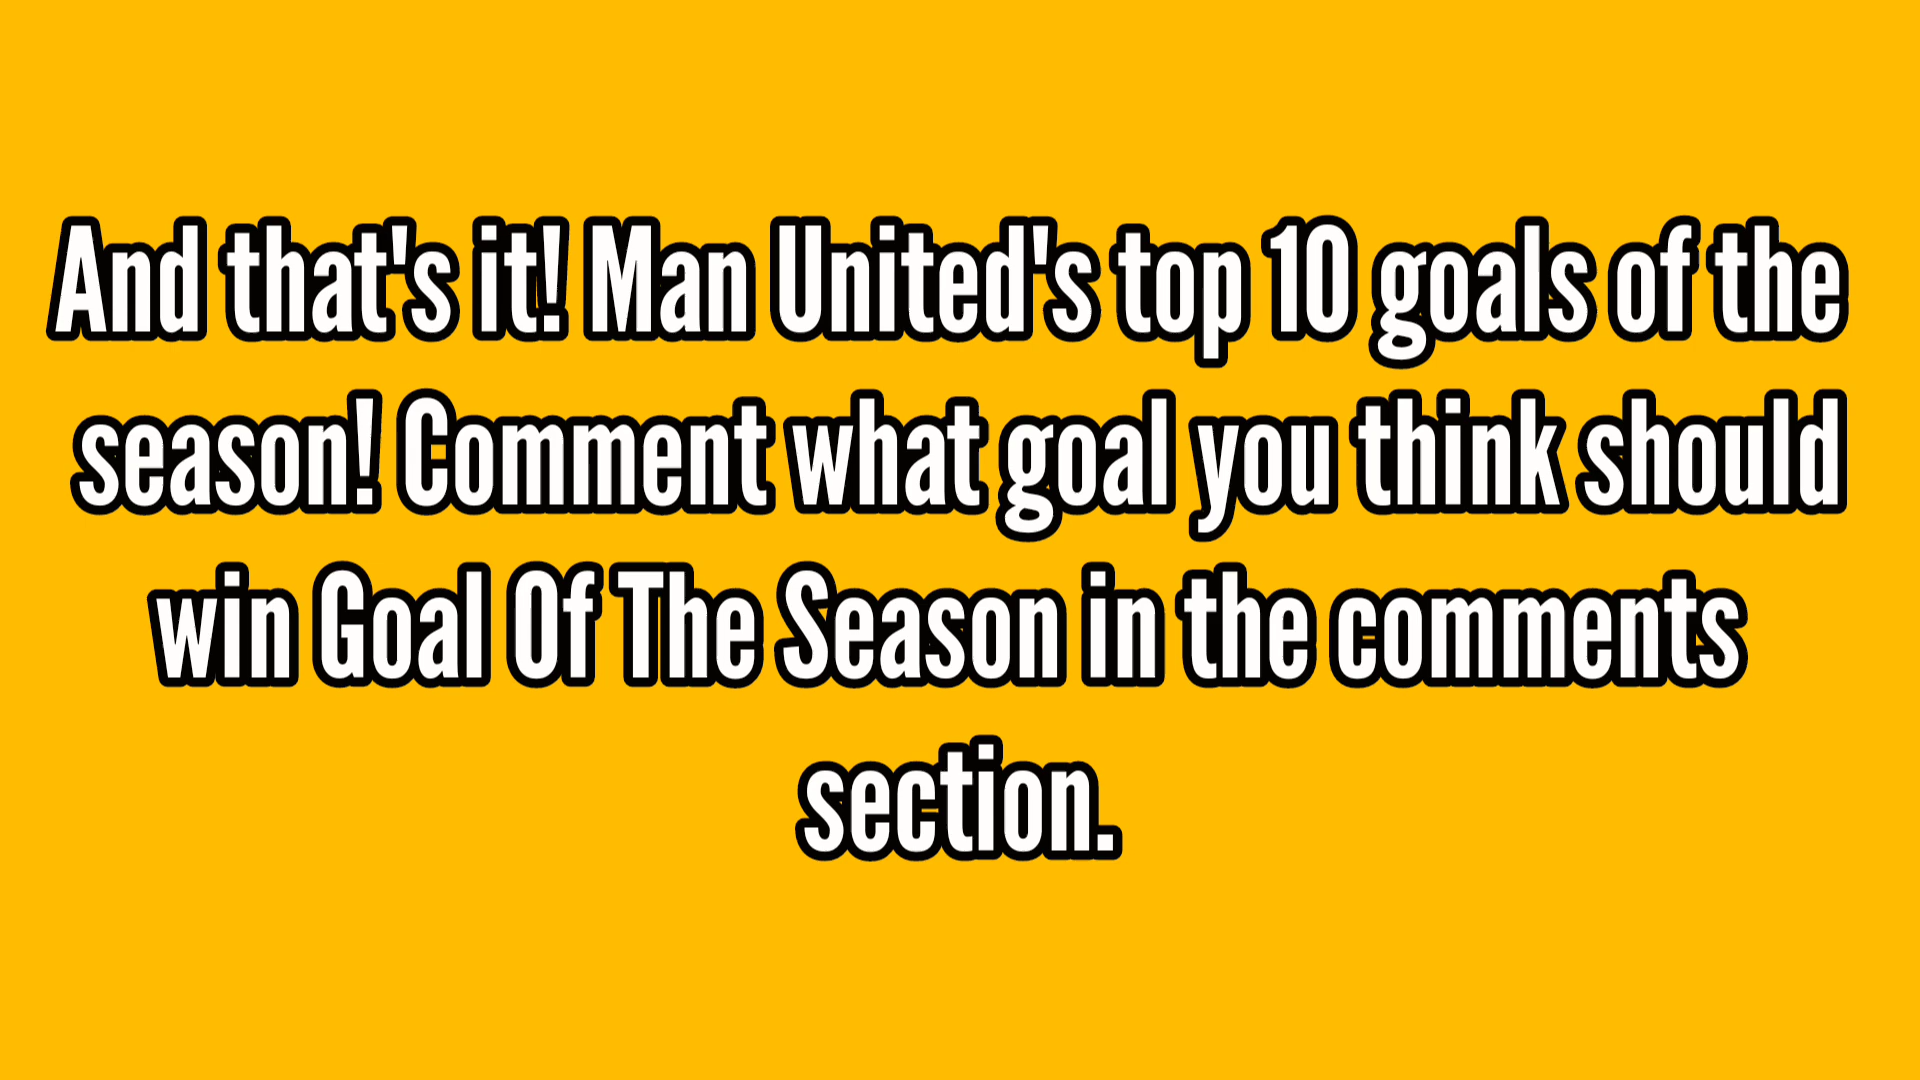 And that's it! Man United's top 10 goals of the
season! Comment what goal you think should
win Goal Of The Season in the comments
section.